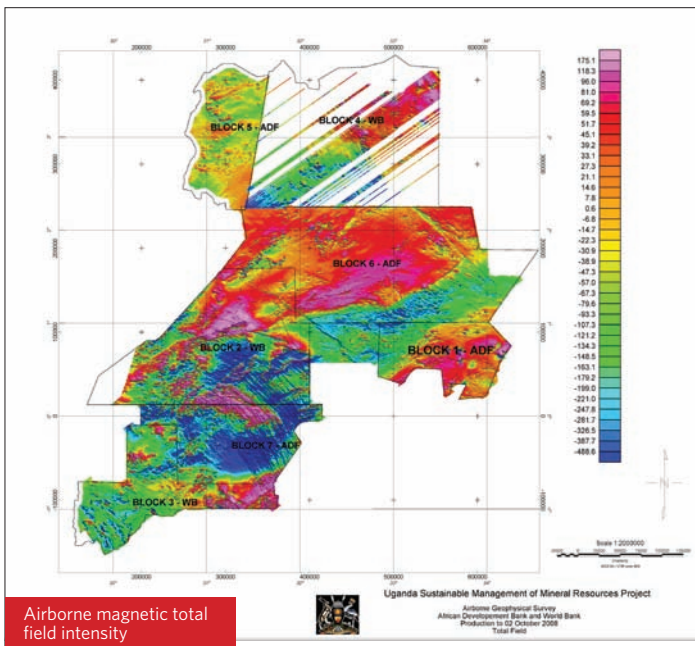 BLOCK 5 - ADF
BLOCK 4 - WB
BLOCK 6 - ADF
BLOCK 2 - WB
BLOCK 1 - ADF
BLOCK 7 - ADF
BLOCK 3 - WB
175.1
118.3
96.0
81.0
69.2
59.5
51.7
45.1
39.2
33.1
27.3
21.1
14.6
7.8
0.6
-6.8
-14.7
-22.3
-30.9
-38.9
-47.3
-57.0
-67.3
-79.6
-93.3
-107.3
-121.2
-134.3
-148.5
-163.1
-179.2
-199.0
-221.0
-247.8
-281.7
-326.5
-387.7
-488.6
Scale 1:2000000
Uganda Sustainable Management of Mineral Resources Project
Airborne Geophysical Survey
African Developement Bank and World Bank
Production to 02 October 2008
Total Field
Airborne magnetic total
field intensity